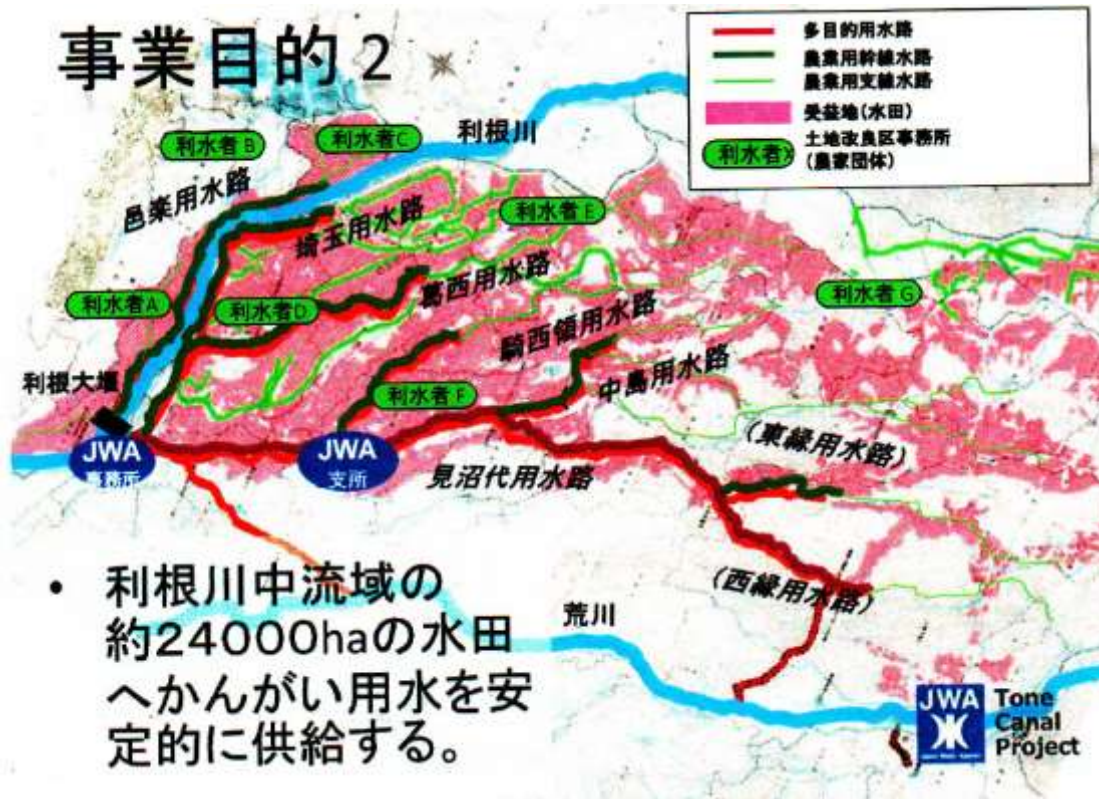 事業目的 2
多目的用水路
農業用幹線水路
農業用支線水路
受益地(水田)
利水者X
土地改良区事務所
(農家団体)
利水者B
利水者C
利根川
邑楽用水路
埼玉用水路
利水者E
葛西用水路
利水者A
利水者D
利水者G
騎西領用水路
利根大堰
利水者F
中島用水路
JWA
事務所
JWA
支所
見沼代用水路
(東縁用水路)
(西縁用水路)
荒川
• 利根川中流域の
約24000haの水田
へかんがい用水を安
定的に供給する。
JWA
Tone
Canal
Project